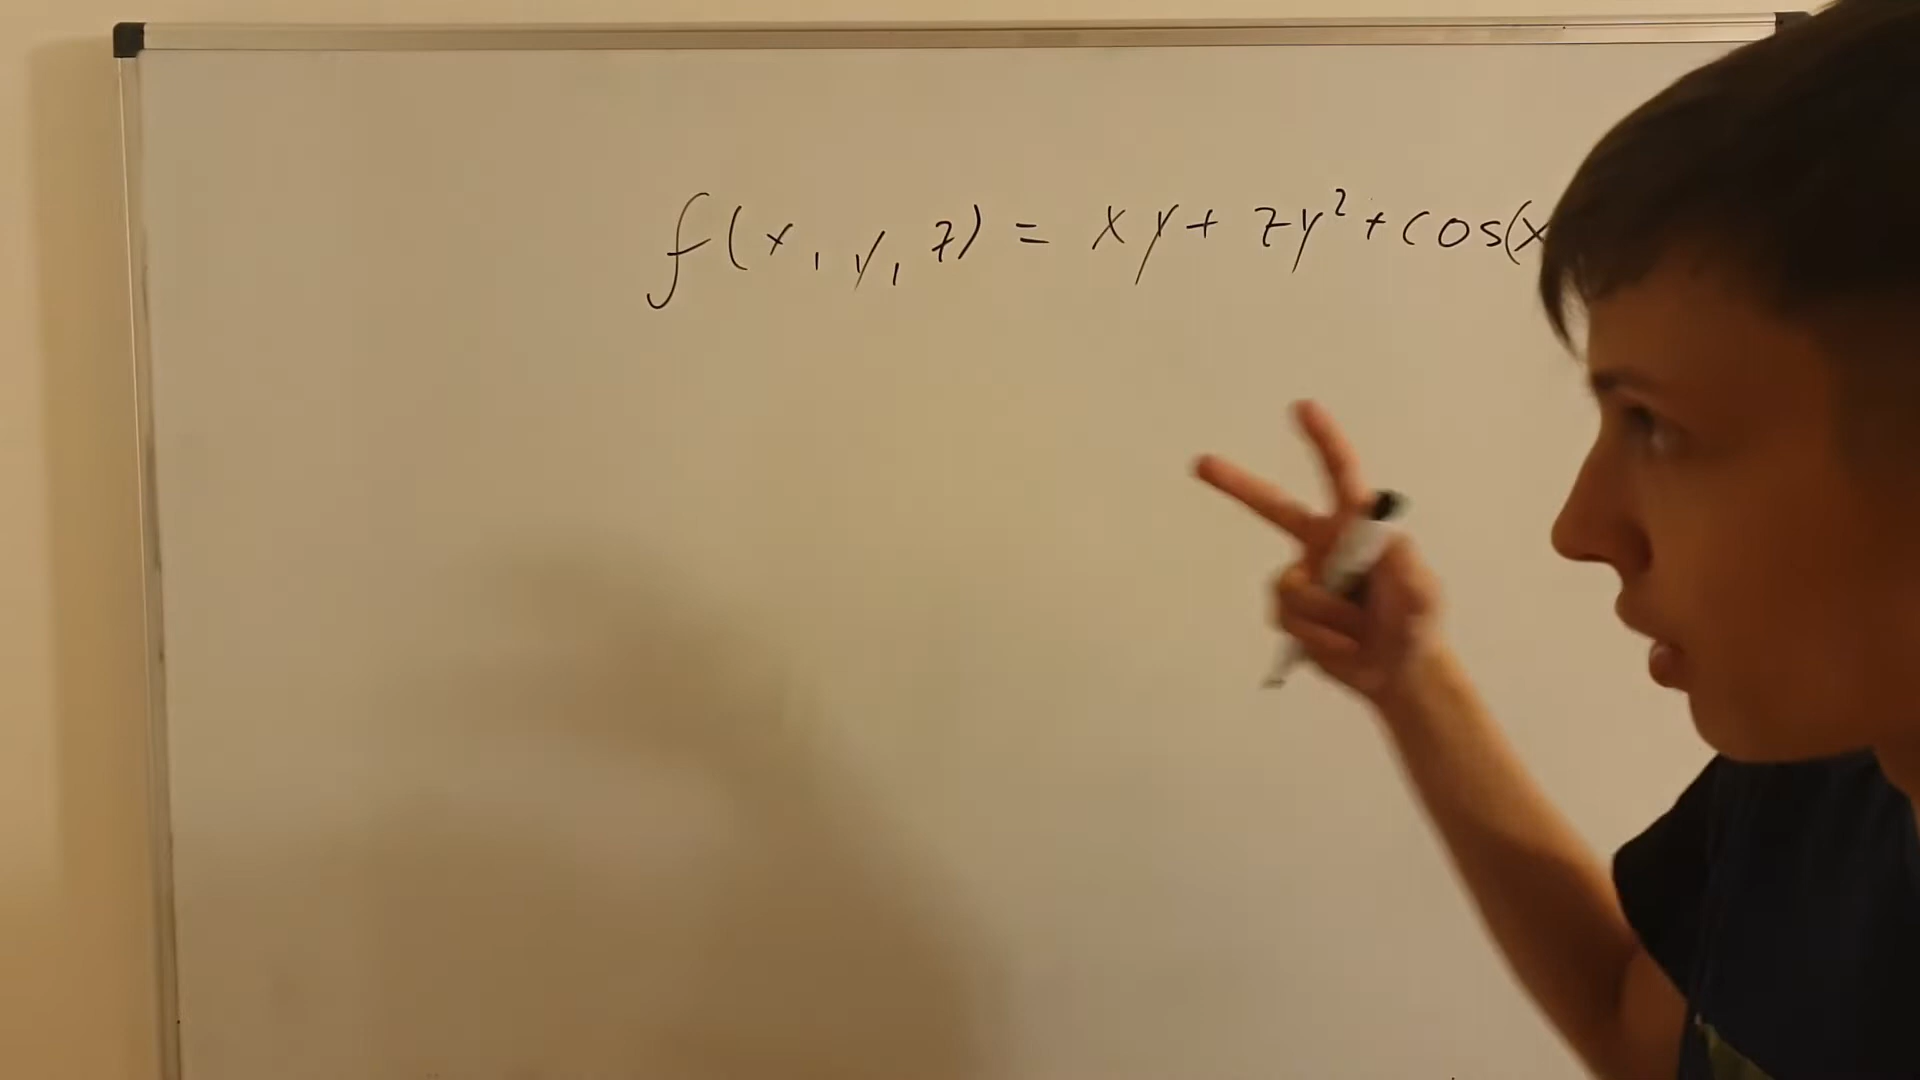 f(x, y, z) = xy + zy² + cos(x